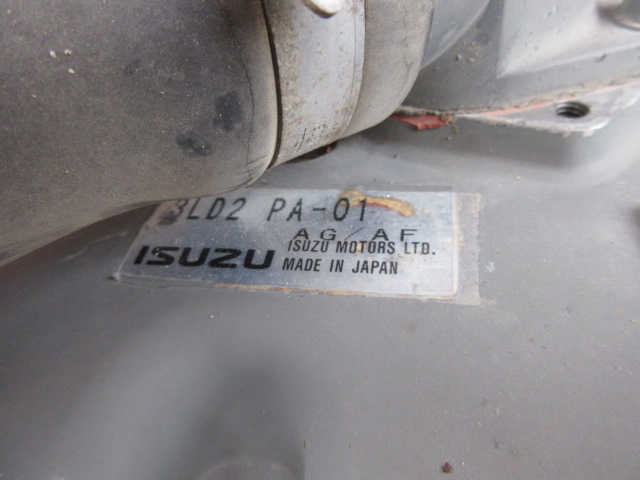 3LD2 PA-01
AG/AF
ISUZU ISUZU MOTORS LTD.
MADE IN JAPAN